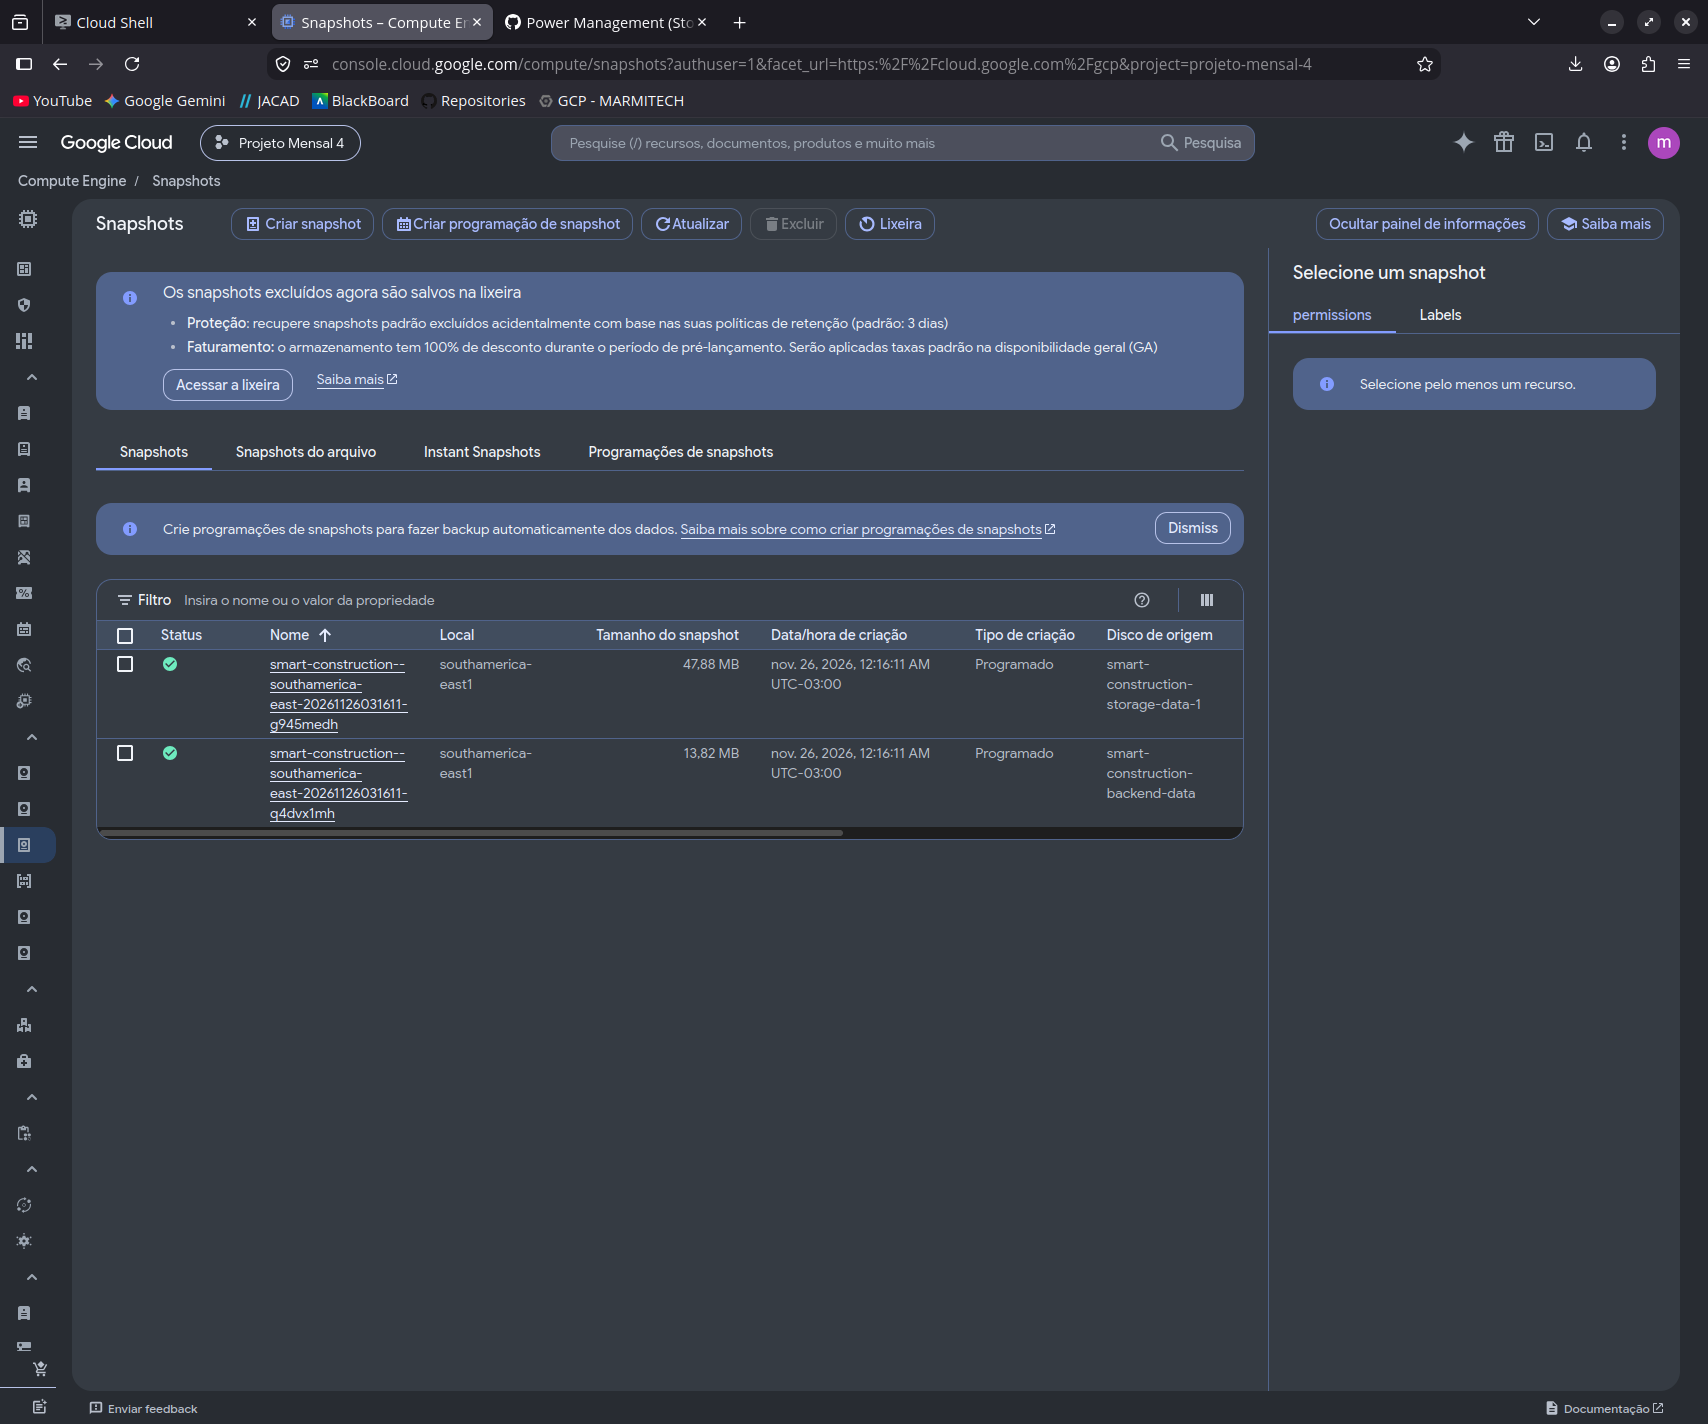 Cloud Shell
Snapshots – Compute Er
Power Management (Sto
console.cloud.google.com/compute/snapshots?authuser=1&facet_url=https:%2F%2Fcloud.google.com%2Fgcp&project=projeto-mensal-4
YouTube
Google Gemini
JACAD
BlackBoard
Repositories
GCP - MARMITECH
Google Cloud
Projeto Mensal 4
Pesquise (/) recursos, documentos, produtos e muito mais
Pesquisa
m
Compute Engine / Snapshots
Snapshots
Criar snapshot
Criar programação de snapshot
Atualizar
Excluir
Lixeira
Ocultar painel de informações
Saiba mais
Os snapshots excluídos agora são salvos na lixeira
• Proteção: recupere snapshots padrão excluídos acidentalmente com base nas suas políticas de retenção (padrão: 3 dias)
• Faturamento: o armazenamento tem 100% de desconto durante o período de pré-lançamento. Serão aplicadas taxas padrão na disponibilidade geral (GA)
Acessar a lixeira
Saiba mais
Selecione um snapshot
permissions
Labels
Selecione pelo menos um recurso.
Snapshots
Snapshots do arquivo
Instant Snapshots
Programações de snapshots
Crie programações de snapshots para fazer backup automaticamente dos dados. Saiba mais sobre como criar programações de snapshots
Dismiss
Filtro
Insira o nome ou o valor da propriedade
Status
Nome
Local
Tamanho do snapshot
Data/hora de criação
Tipo de criação
Disco de origem
smart-construction--
southamerica-
east-20261126031611-
g945medh
southamerica-
east1
47,88 MB
nov. 26, 2026, 12:16:11 AM
UTC-03:00
Programado
smart-
construction-
storage-data-1
smart-construction--
southamerica-
east-20261126031611-
q4dvx1mh
southamerica-
east1
13,82 MB
nov. 26, 2026, 12:16:11 AM
UTC-03:00
Programado
smart-
construction-
backend-data
Enviar feedback
Documentação